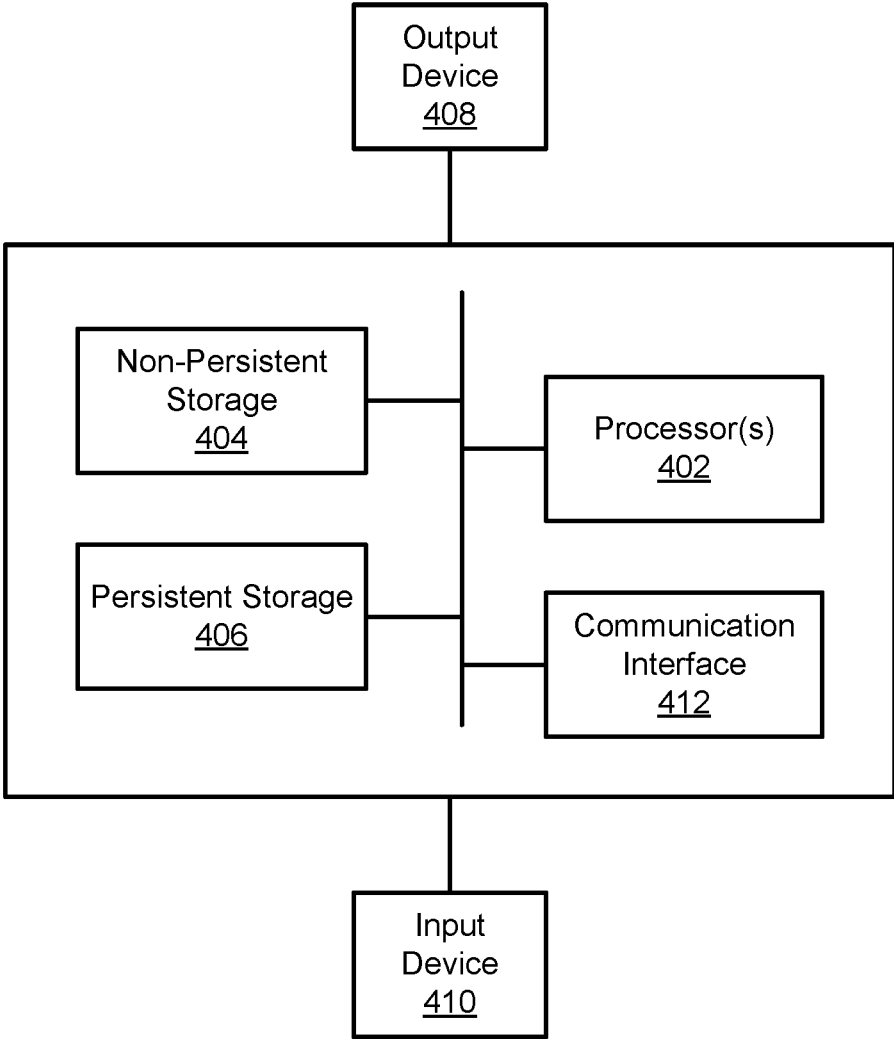 Output
Device
408
Non-Persistent
Storage
404
Processor(s)
402
Persistent Storage
406
Communication
Interface
412
Input
Device
410